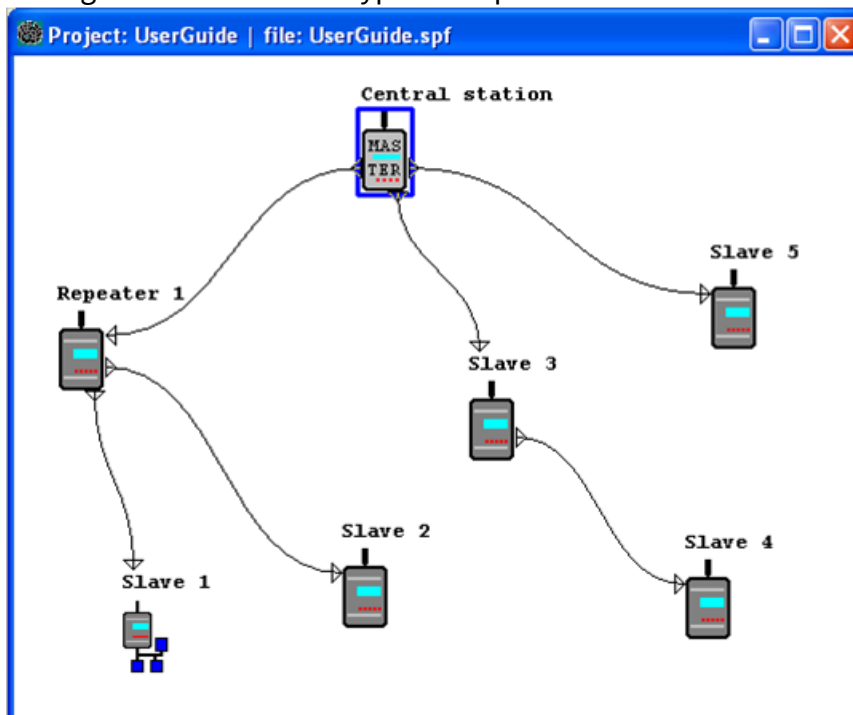 Project: UserGuide | file: UserGuide.spf
Central station
MAS
TER
Slave 5
Repeater 1
Slave 3
Slave 2
Slave 4
Slave 1